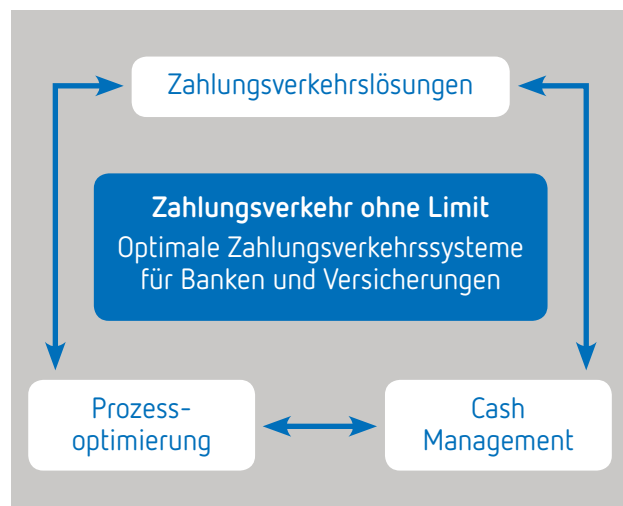 Zahlungsverkehrslösungen
Zahlungsverkehr ohne Limit
Optimale Zahlungsverkehrssysteme
für Banken und Versicherungen
Prozess-
optimierung
Cash
Management